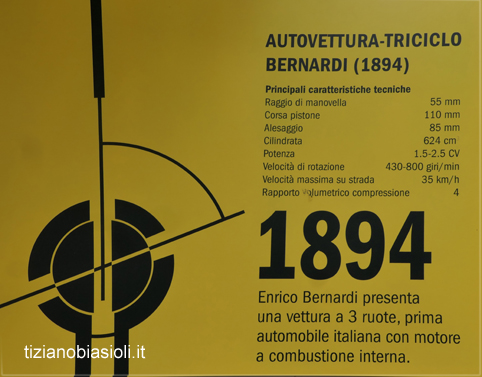 AUTOVETTURA-TRICICLO
BERNARDI (1894)
Principali caratteristiche tecniche
Raggio di manovella 55 mm
Corsa pistone 110 mm
Alesaggio 85 mm
Cilindrata 624 cm
Potenza 1.5-2.5 CV
Velocità di rotazione 430-800 giri/min
Velocità massima su strada 35 km/h
Rapporto volumetrico compressione 4
1894
Enrico Bernardi presenta
una vettura a 3 ruote, prima
automobile italiana con motore
a combustione interna.
tizianobiasioli.it